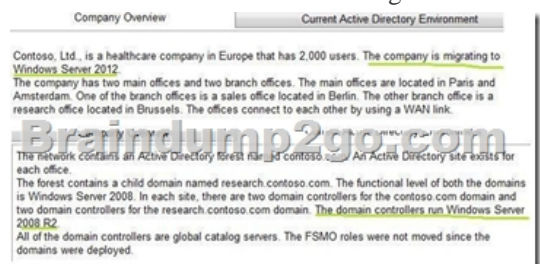 Company Overview
Current Active Directory Environment
Contoso, Ltd., is a healthcare company in Europe that has 2,000 users. The company is migrating to
Windows Server 2012.
The company has two main offices and two branch offices. The main offices are located in Paris and
Amsterdam. One of the branch offices is a sales office located in Berlin. The other branch office is a
research office located in Brussels. The offices connect to each other by using a WAN link.
Braindump2go.com
The network contains an Active Directory forest named contoso. An Active Directory site exists for
each office.
The forest contains a child domain named research.contoso.com. The functional level of both the domains
is Windows Server 2008. In each site, there are two domain controllers for the contoso.com domain and
two domain controllers for the research.contoso.com domain. The domain controllers run Windows Server
2008 R2.
All of the domain controllers are global catalog servers. The FSMO roles were not moved since the
domains were deployed.